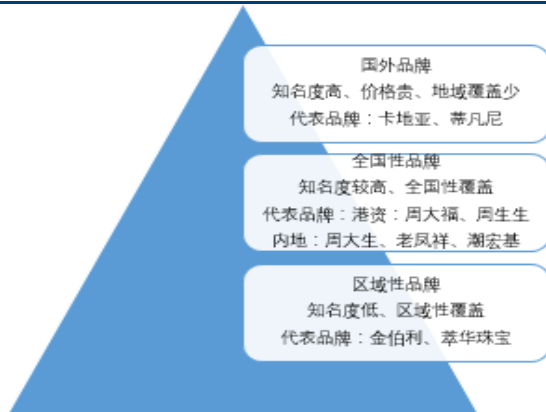 国外品牌
知名度高、价格贵、地域覆盖少
代表品牌：卡地亚、蒂凡尼
全国性品牌
知名度较高、全国性覆盖
代表品牌：港资：周大福、周生生
内地：周大生、老凤祥、潮宏基
区域性品牌
知名度低、区域性覆盖
代表品牌：金伯利、萃华珠宝